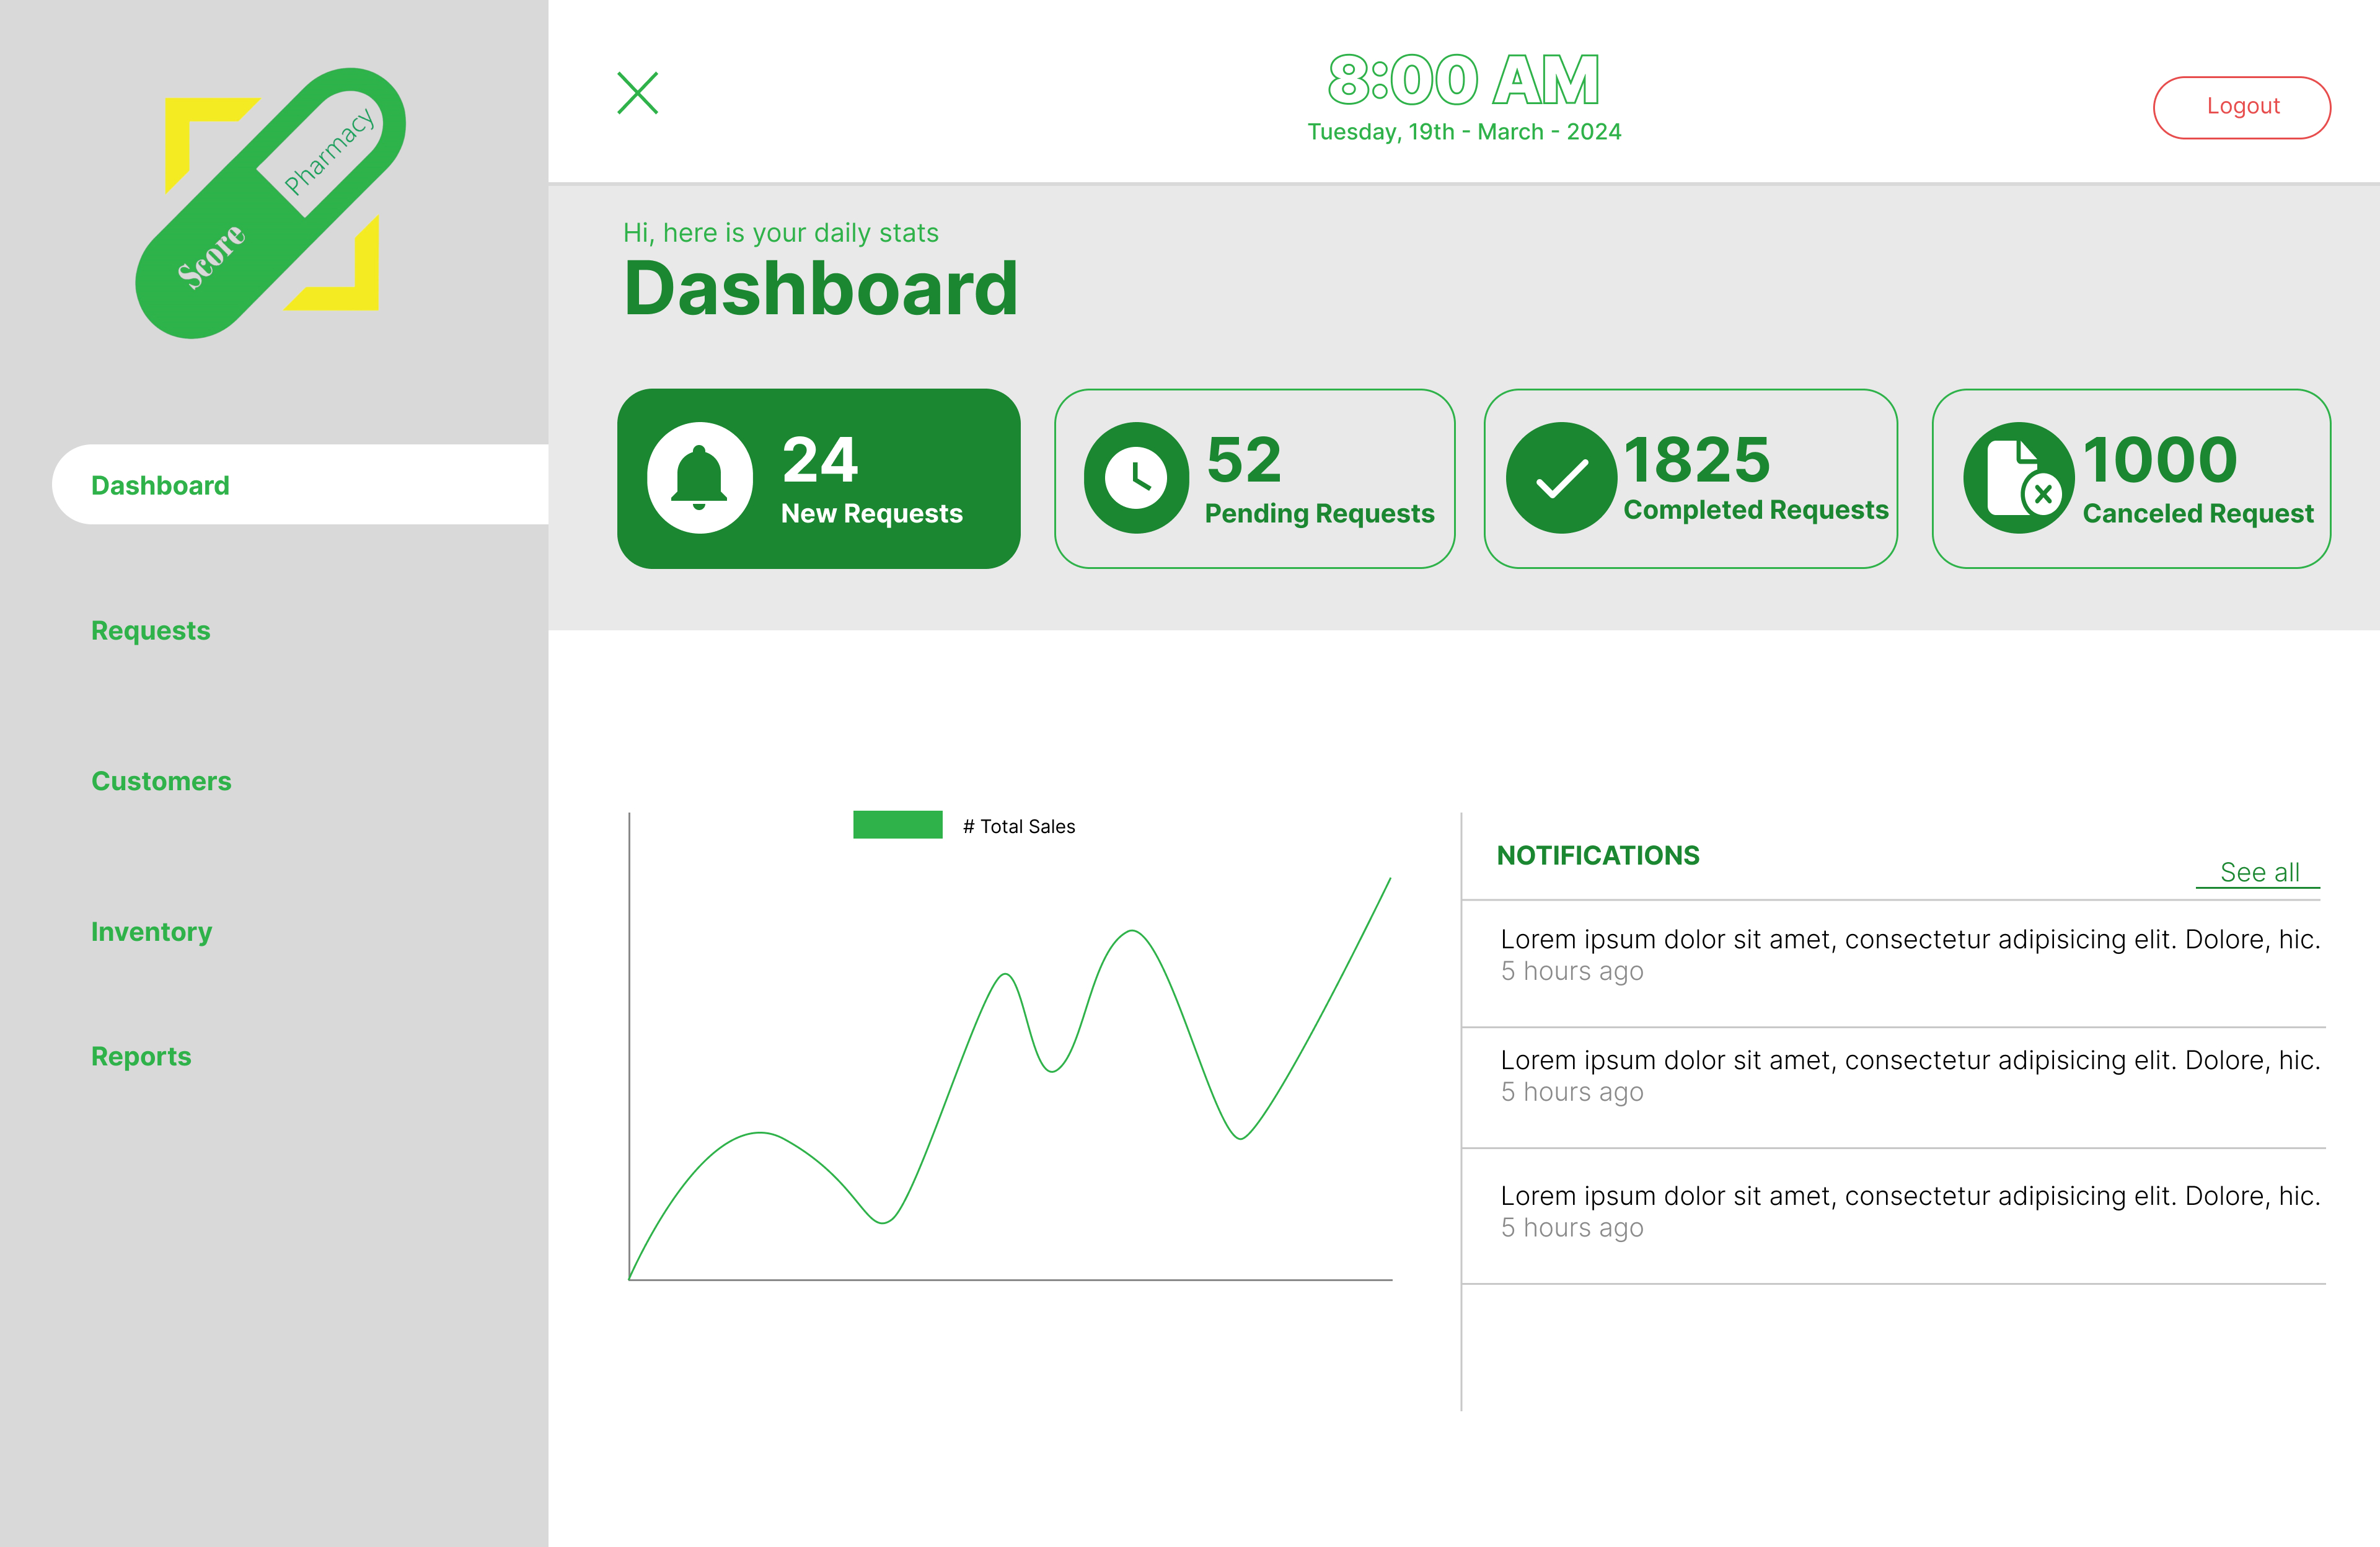 Score
Pharmacy
Dashboard
Requests
Customers
Inventory
Reports
8:00 AM
Tuesday, 19th - March - 2024
Logout
Hi, here is your daily stats
Dashboard
24
New Requests
52
Pending Requests
1825
Completed Requests
1000
Canceled Request
# Total Sales
NOTIFICATIONS
See all
Lorem ipsum dolor sit amet, consectetur adipisicing elit. Dolore, hic.
5 hours ago
Lorem ipsum dolor sit amet, consectetur adipisicing elit. Dolore, hic.
5 hours ago
Lorem ipsum dolor sit amet, consectetur adipisicing elit. Dolore, hic.
5 hours ago